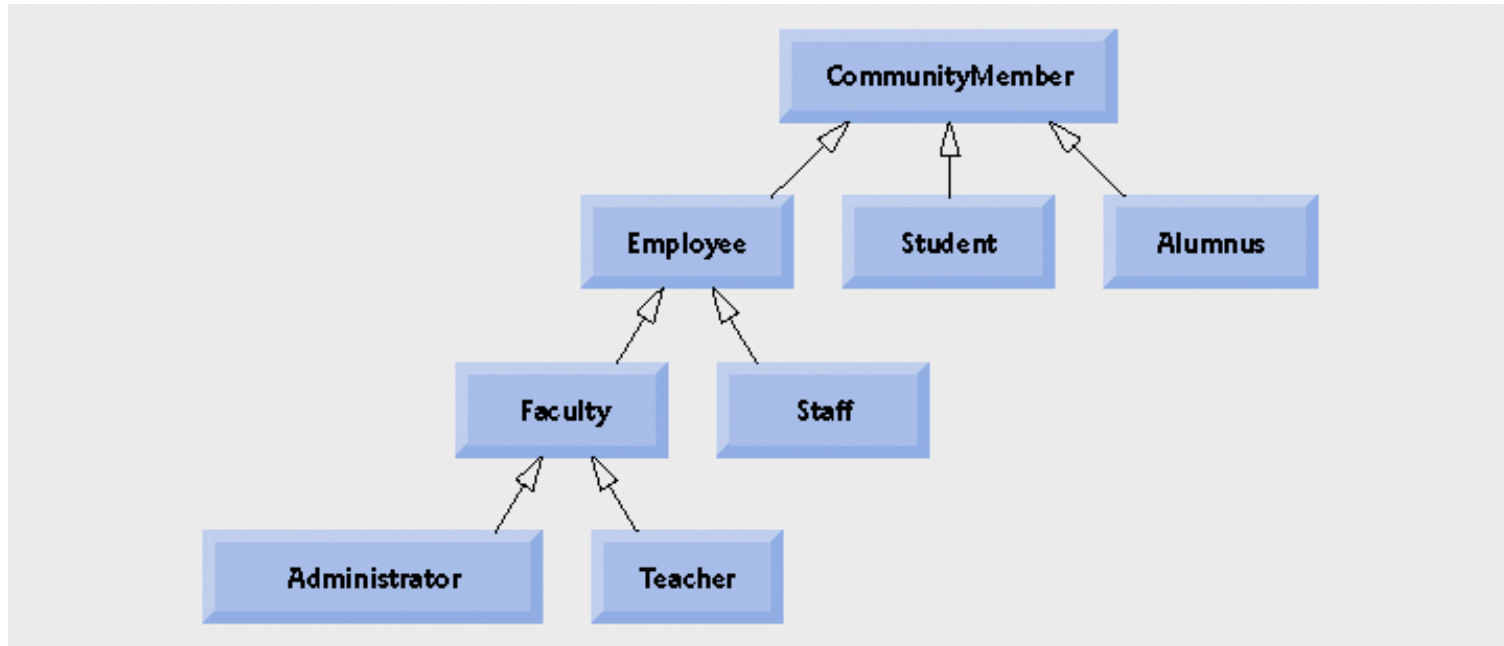 CommunityMember
Employee
Student
Alumnus
Faculty
Staff
Administrator
Teacher